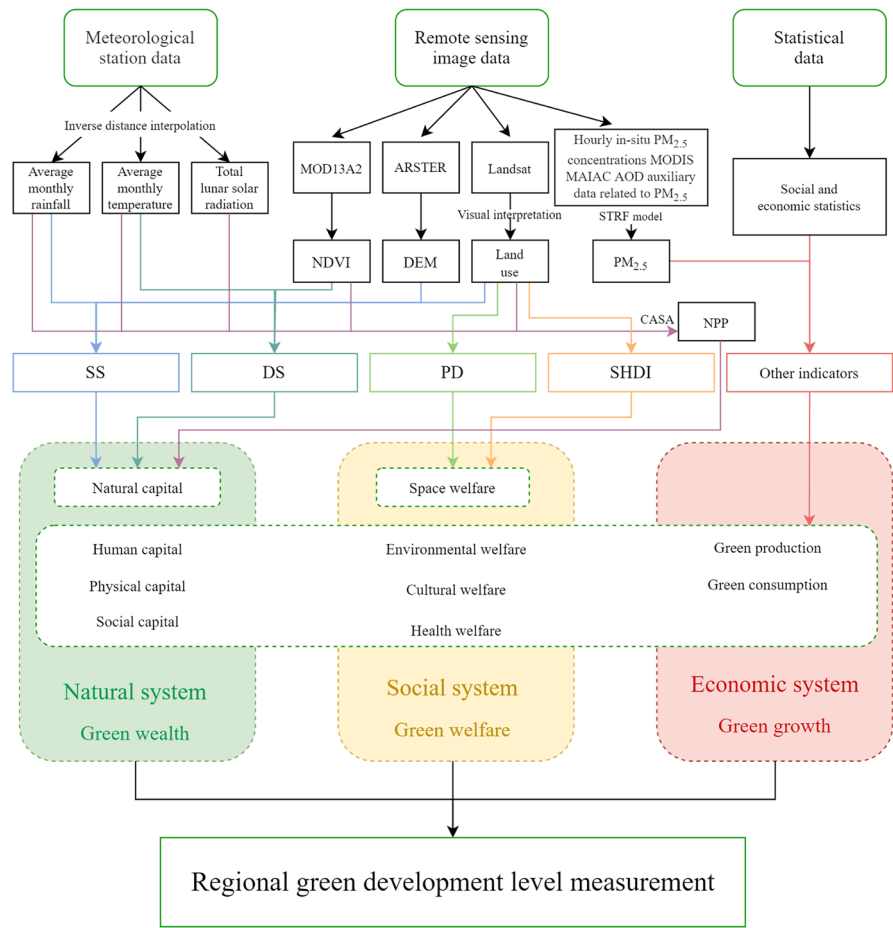 Meteorological
station data
Remote sensing
image data
Statistical
data
Inverse distance interpolation
Average
monthly
rainfall
Average
monthly
temperature
Total
lunar solar
radiation
MOD13A2
ARSTER
Landsat
Hourly in-situ PM2.5
concentrations MODIS
MAIAC AOD auxiliary
data related to PM2.5
Social and
economic statistics
Visual interpretation
STRF model
NDVI
DEM
Land
use
PM2.5
CASA
NPP
SS
DS
PD
SHDI
Other indicators
Natural capital
Space welfare
Human capital
Physical capital
Social capital
Environmental welfare
Cultural welfare
Health welfare
Green production
Green consumption
Natural system
Green wealth
Social system
Green welfare
Economic system
Green growth
Regional green development level measurement